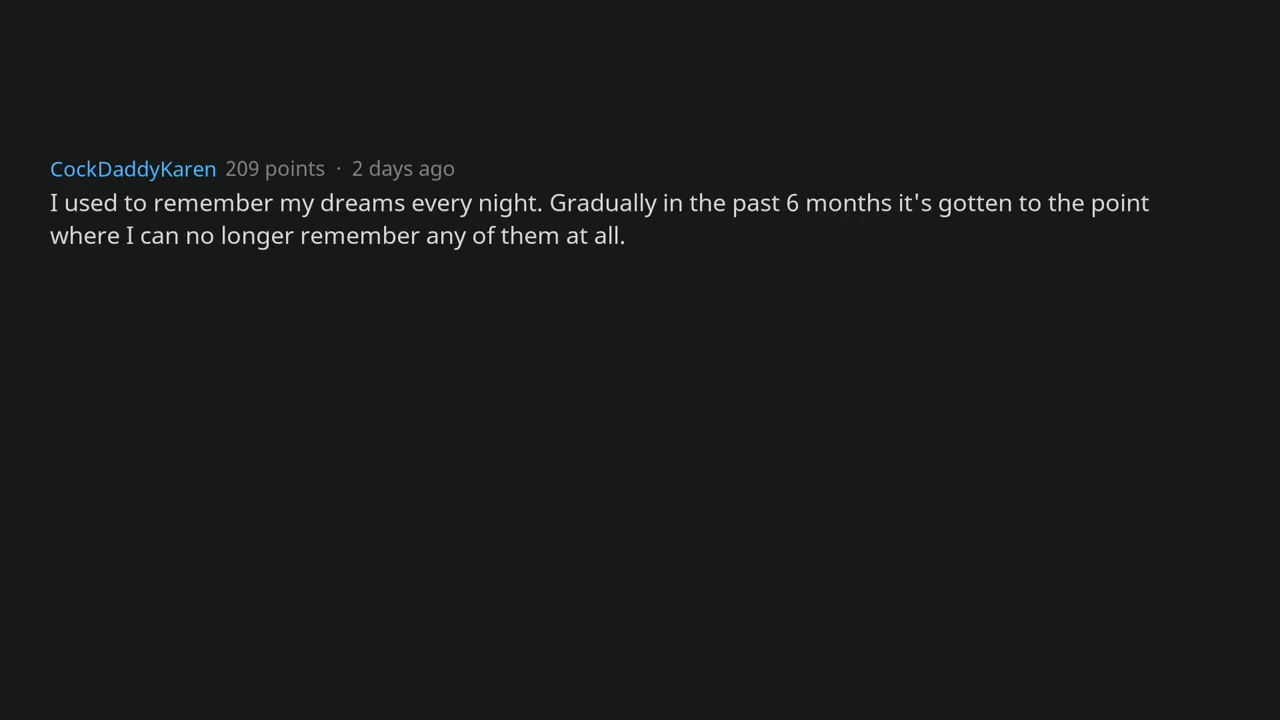 CockDaddyKaren 209 points · 2 days ago
I used to remember my dreams every night. Gradually in the past 6 months it's gotten to the point
where I can no longer remember any of them at all.